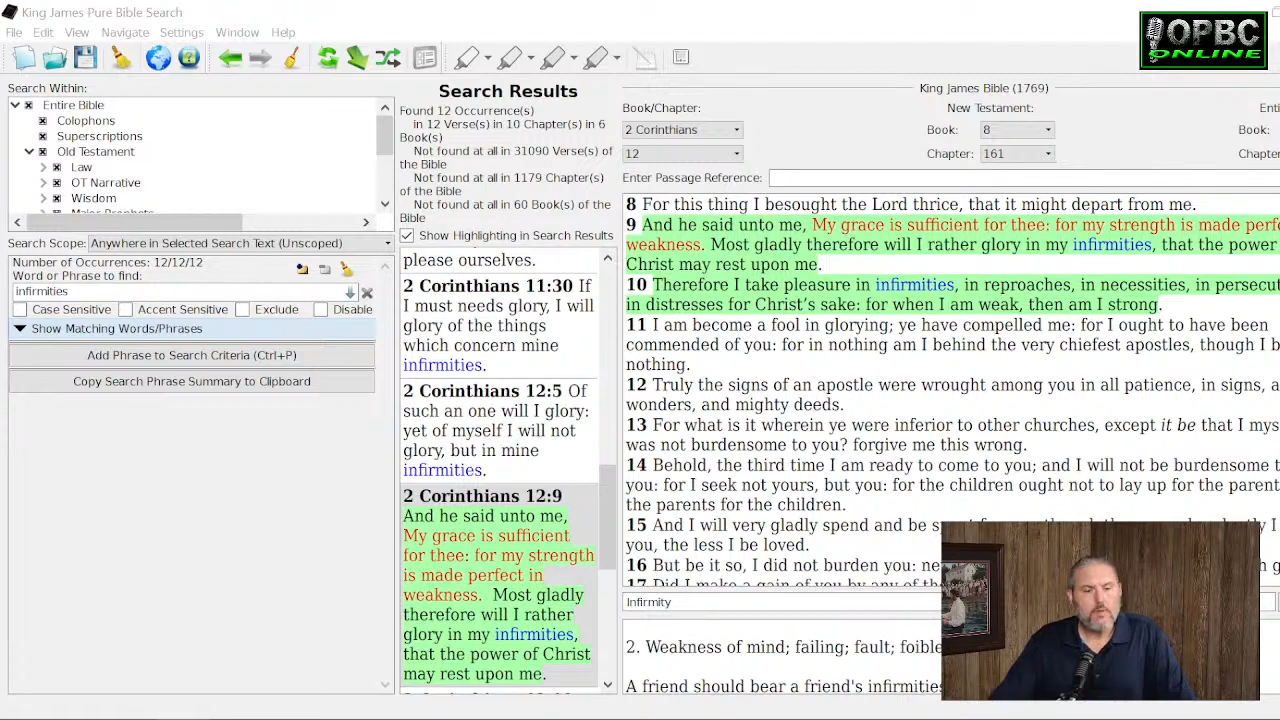 King James Pure Bible Search
File Edit View Navigate Settings Window Help
OPBC
ONLINE
Search Within:
Entire Bible
Colophons
Superscriptions
Old Testament
Law
OT Narrative
Wisdom
Major Prophets
Search Scope: Anywhere in Selected Search Text (Unscoped)
Number of Occurrences: 12/12/12
Word or Phrase to find:
infirmities
Case Sensitive Accent Sensitive Exclude Disable
Show Matching Words/Phrases
Add Phrase to Search Criteria (Ctrl+P)
Copy Search Phrase Summary to Clipboard
Search Results
Found 12 Occurrence(s)
in 12 Verse(s) in 10 Chapter(s) in 6
Book(s)
Not found at all in 31090 Verse(s) of
the Bible
Not found at all in 1179 Chapter(s)
of the Bible
Not found at all in 60 Book(s) of the
Bible
Show Highlighting in Search Results
please ourselves.
2 Corinthians 11:30 If
I must needs glory, I will
glory of the things
which concern mine
infirmities.
2 Corinthians 12:5 Of
such an one will I glory:
yet of myself I will not
glory, but in mine
infirmities.
2 Corinthians 12:9
And he said unto me,
My grace is sufficient
for thee: for my strength
is made perfect in
weakness. Most gladly
therefore will I rather
glory in my infirmities,
that the power of Christ
may rest upon me.
King James Bible (1769)
Book/Chapter: New Testament:
2 Corinthians Book: 8 Book:
12 Chapter: 161
Enter Passage Reference:
8 For this thing I besought the Lord thrice, that it might depart from me.
9 And he said unto me, My grace is sufficient for thee: for my strength is made
weakness. Most gladly therefore will I rather glory in my infirmities, that the power
Christ may rest upon me.
10 Therefore I take pleasure in infirmities, in reproaches, in necessities, in
in distresses for Christ’s sake: for when I am weak, then am I strong.
11 I am become a fool in glorying; ye have compelled me: for I ought to have been
commended of you: for in nothing am I behind the very chiefest apostles, though I
nothing.
12 Truly the signs of an apostle were wrought among you in all patience, in signs,
wonders, and mighty deeds.
13 For what is it wherein ye were inferior to other churches, except it be that I
was not burdensome to you? forgive me this wrong.
14 Behold, the third time I am ready to come to you; and I will not be burdensome
you: for I seek not yours, but you: for the children ought not to lay up for the
the parents for the children.
15 And I will very gladly spend and be
you, the less I be loved.
16 But be it so, I did not burden you:
17 Did I make a gain of you by any of
Infirmity
2. Weakness of mind; failing; fault; foible
A friend should bear a friend's infirmities